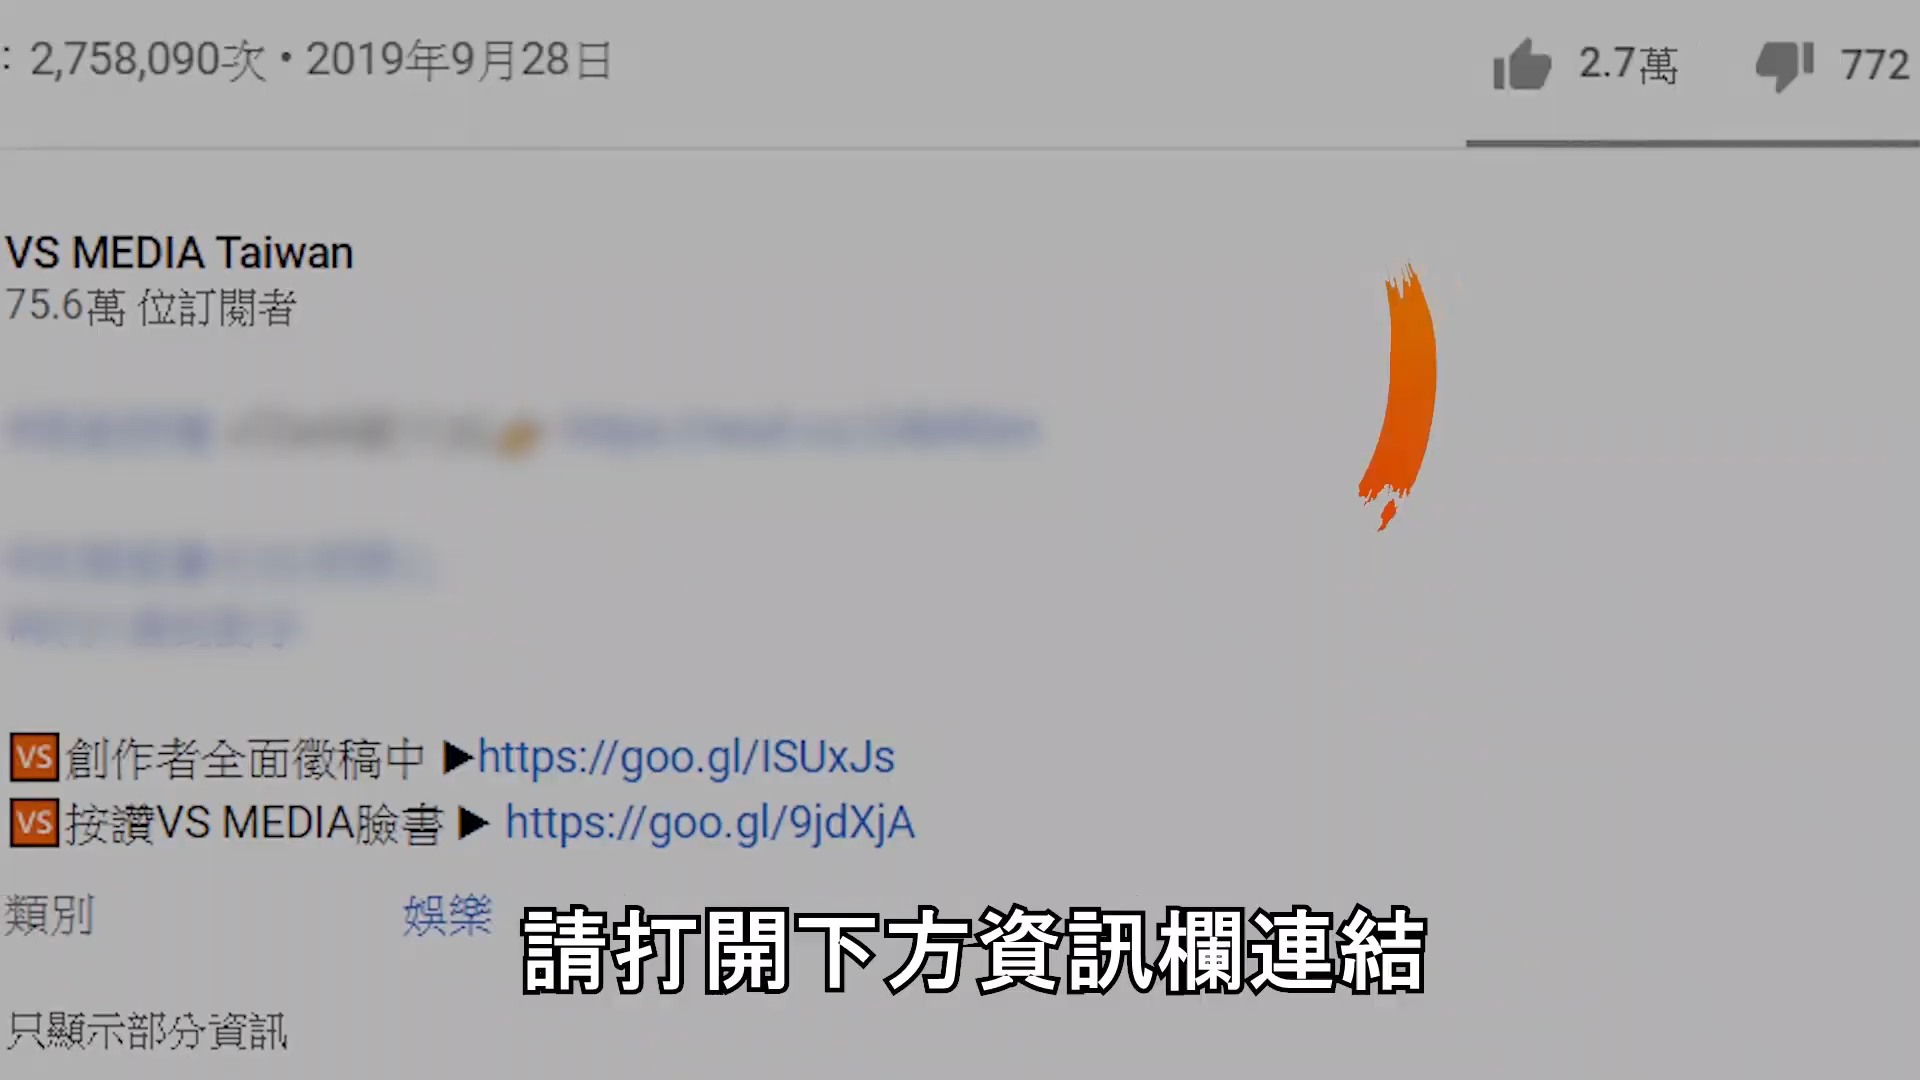 : 2,758,090次 • 2019年9月28日
2.7萬
772
VS MEDIA Taiwan
75.6萬 位訂閱者
VS 創作者全面徵稿中 ▶https://goo.gl/ISUxJs
VS 按讚VS MEDIA臉書 ▶ https://goo.gl/9jdXjA
類別 娛樂
請打開下方資訊欄連結
只顯示部分資訊